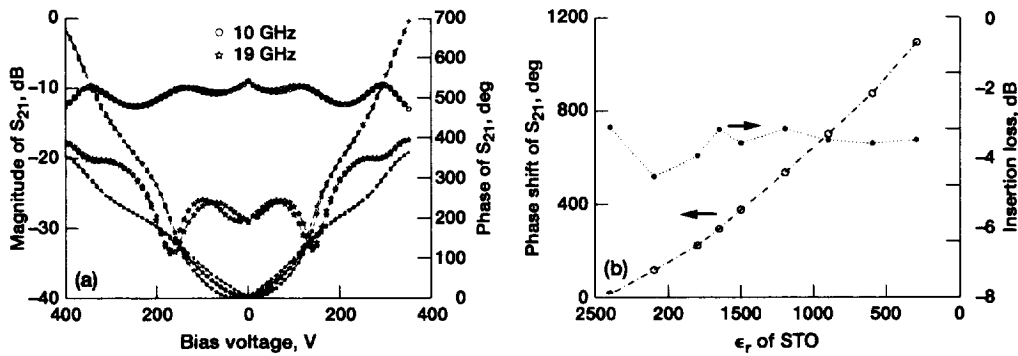 0
−10
−20
−30
−40
Magnitude of S21, dB
○ 10 GHz
☆ 19 GHz
(a)
700
600
500
400
300
200
100
0
Phase of S21, deg
400 200 0 200 400
Bias voltage, V
1200
800
400
0
Phase shift of S21, deg
(b)
0
−2
−4
−6
−8
Insertion loss, dB
2500 2000 1500 1000 500 0
ϵr of STO